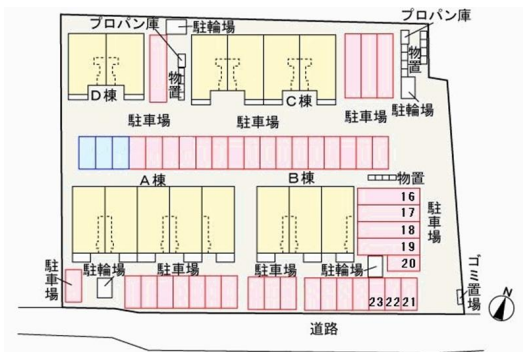 プロパン庫
駐輪場
プロパン庫
物置
物置
D棟
C棟
駐輪場
駐車場
駐車場
駐車場
A棟
B棟
物置
16
17
18
19
20
駐車場
駐車場
駐輪場
駐車場
駐輪場
ゴミ置場
23 22 21
道路
N